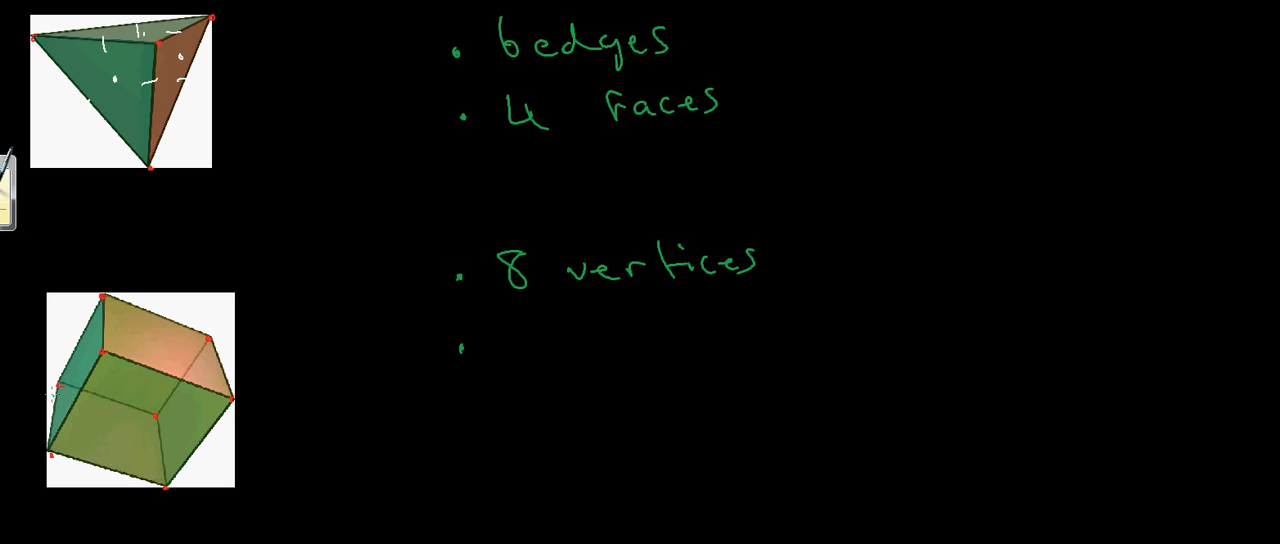 . 6 edges
. 4 faces
. 8 vertices
.